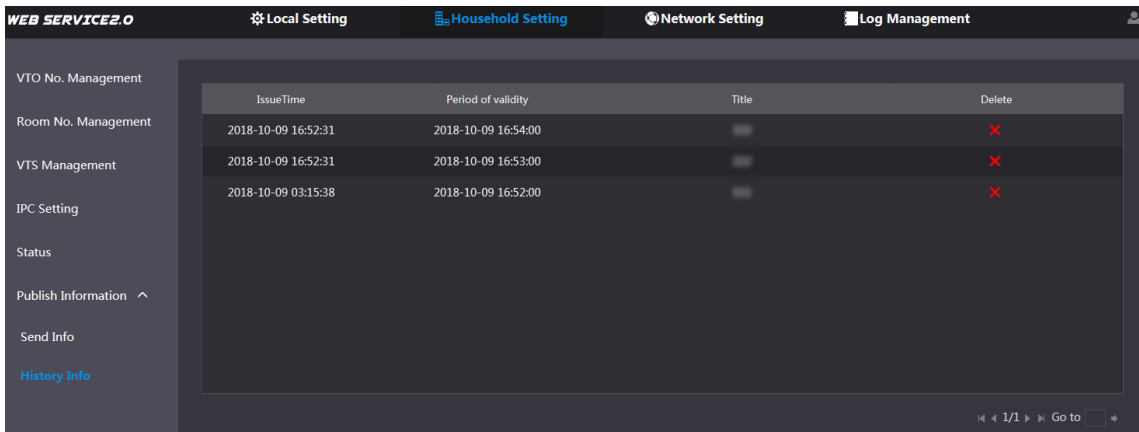 WEB SERVICE2.0 Local Setting Household Setting Network Setting Log Management
VTO No. Management
Room No. Management
VTS Management
IPC Setting
Status
Publish Information
Send Info
History Info
IssueTime Period of validity Title Delete
2018-10-09 16:52:31 2018-10-09 16:54:00
2018-10-09 16:52:31 2018-10-09 16:53:00
2018-10-09 03:15:38 2018-10-09 16:52:00
1/1 Go to